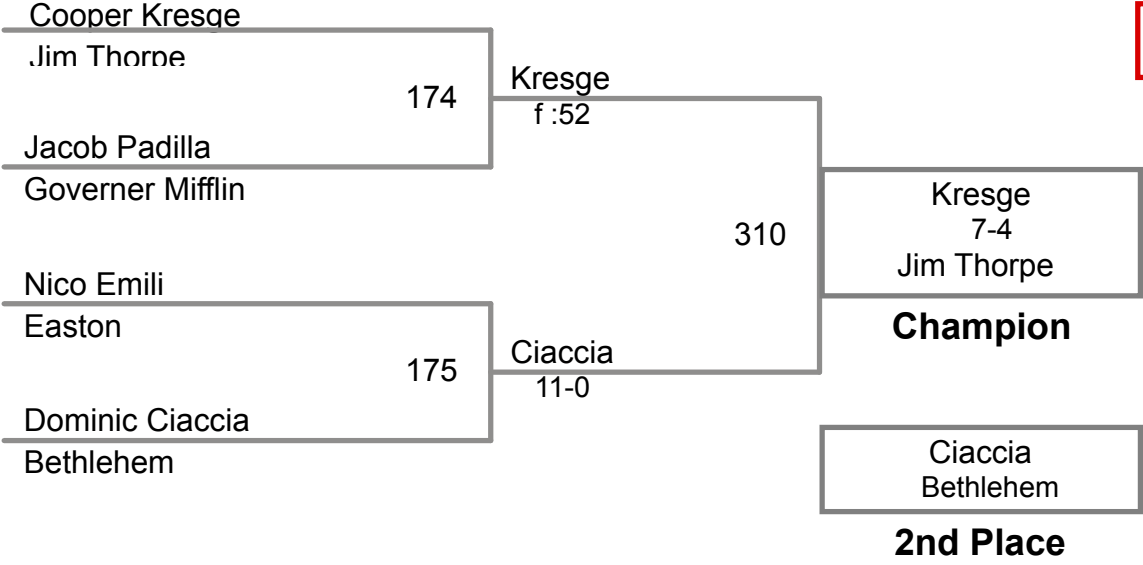 Cooper Kresge
Jim Thorpe
174
Kresge
f :52
Jacob Padilla
Governer Mifflin
310
Kresge
7-4
Jim Thorpe
Champion
Nico Emili
Easton
175
Ciaccia
11-0
Dominic Ciaccia
Bethlehem
Ciaccia
Bethlehem
2nd Place